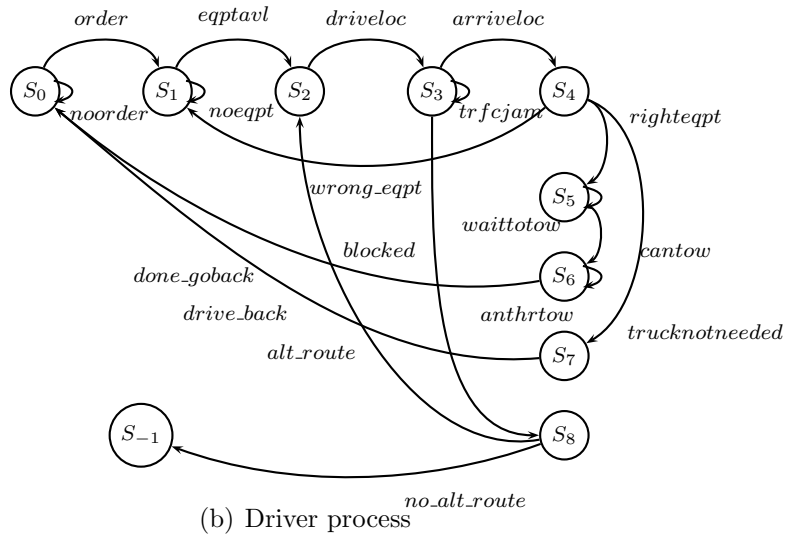 order
eqptavl
driveloc
arriveloc
S0
S1
S2
S3
S4
noorder
noeqpt
trfcjam
righteqpt
wrong_eqpt
S5
waittotow
blocked
cantow
done_goback
S6
drive_back
anthrtow
trucknotneeded
alt_route
S7
S−1
S8
no_alt_route
(b) Driver process